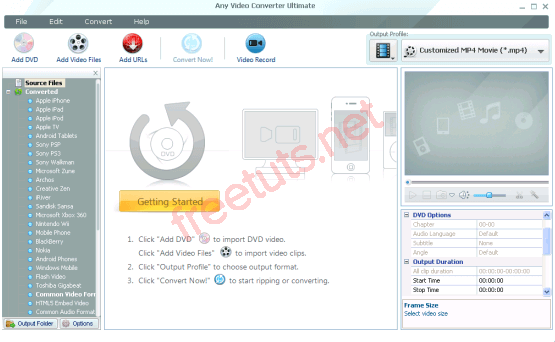 Any Video Converter Ultimate
File Edit Convert Help
Output Profile:
Add DVD Add Video Files Add URLs Convert Now! Video Record
Customized MP4 Movie (*.mp4)
Source Files
Converted
Apple iPhone
Apple iPad
Apple iPod
Apple TV
Android Tablets
Sony PSP
Sony PS3
Sony Walkman
Microsoft Zune
Archos
Creative Zen
iRiver
Sandisk Sansa
Microsoft Xbox 360
Nintendo Wii
Mobile Phone
BlackBerry
Nokia
Android Phones
Windows Mobile
Flash Video
Toshiba Gigabeat
Common Video Form
HTML5 Embed Video
Common Audio Format
Output Folder Options
DVD
Getting Started
freetuts.net
1. Click "Add DVD" to import DVD video.
Click "Add Video Files" to import video clips.
2. Click "Output Profile" to choose output format.
3. Click "Convert Now!" to start ripping or converting.
DVD Options
Chapter 00-00
Audio Language Default
Subtitle None
Angle Default
Output Duration
All clip duration 00:00:00-00:00:00
Start Time 00:00:00
Stop Time 00:00:00
Frame Size
Select video size